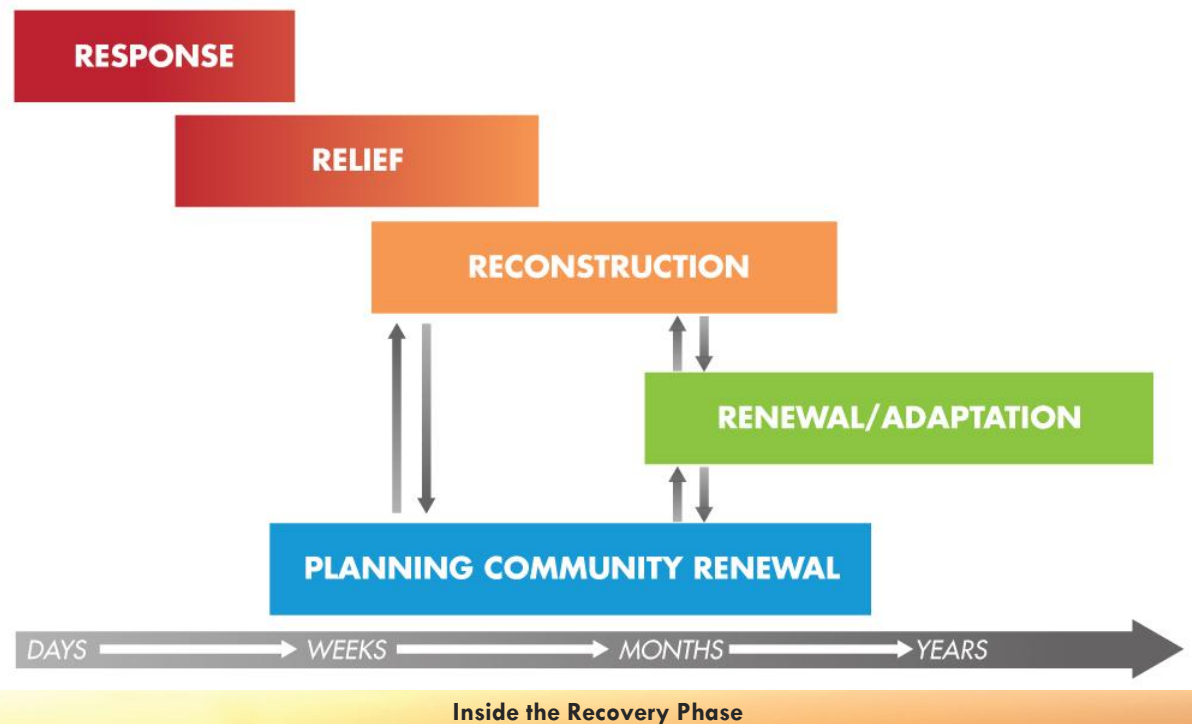 RESPONSE
RELIEF
RECONSTRUCTION
RENEWAL/ADAPTATION
PLANNING COMMUNITY RENEWAL
DAYS WEEKS MONTHS YEARS
Inside the Recovery Phase